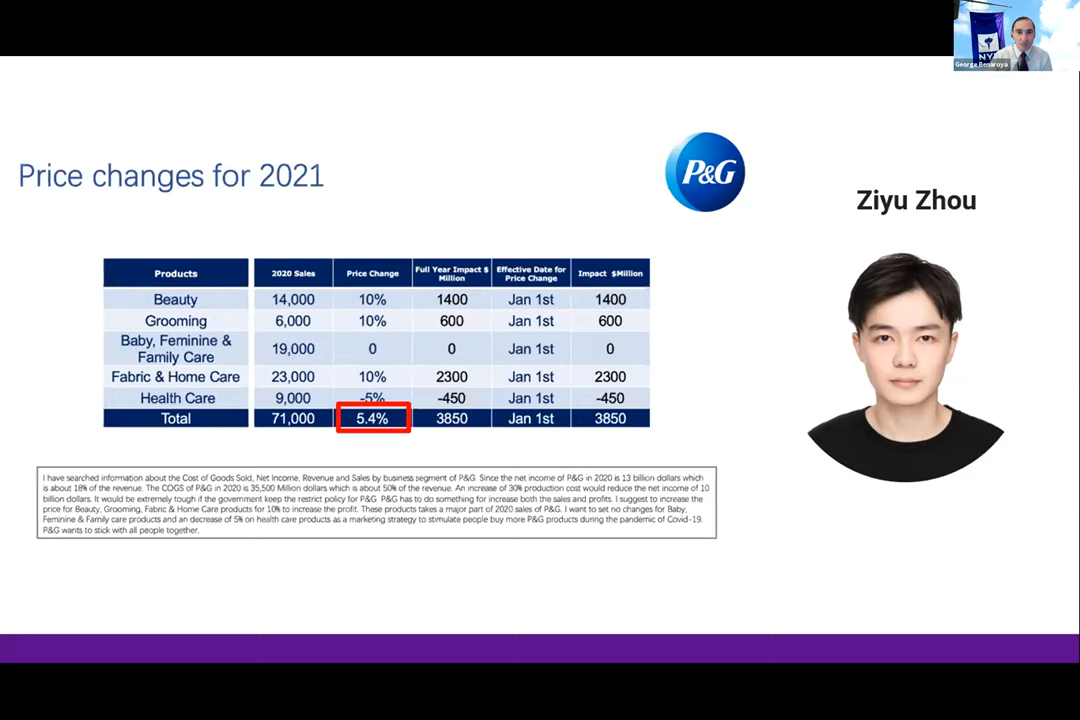 NYU
George Benaroya
Price changes for 2021
P&G
Ziyu Zhou
Products 2020 Sales Price Change Full Year Impact $ Million Effective Date for Price Change Impact $Million
Beauty 14,000 10% 1400 Jan 1st 1400
Grooming 6,000 10% 600 Jan 1st 600
Baby, Feminine & Family Care 19,000 0 0 Jan 1st 0
Fabric & Home Care 23,000 10% 2300 Jan 1st 2300
Health Care 9,000 -5% -450 Jan 1st -450
Total 71,000 5.4% 3850 Jan 1st 3850
I have searched information about the Cost of Goods Sold, Net Income, Revenue and Sales by business segment of P&G. Since the net income of P&G in 2020 is 13 billion dollars which
is about 18% of the revenue. The COGS of P&G in 2020 is 35,500 Million dollars which is about 50% of the revenue. An increase of 30% production cost would reduce the net income of 10
billion dollars. It would be extremely tough if the government keep the restrict policy for P&G. P&G has to do something for increase both the sales and profits. I suggest to increase the
price for Beauty, Grooming, Fabric & Home Care products for 10% to increase the profit. These products takes a major part of 2020 sales of P&G. I want to set no changes for Baby,
Feminine & Family care products and an decrease of 5% on health care products as a marketing strategy to stimulate people buy more P&G products during the pandemic of Covid-19.
P&G wants to stick with all people together.